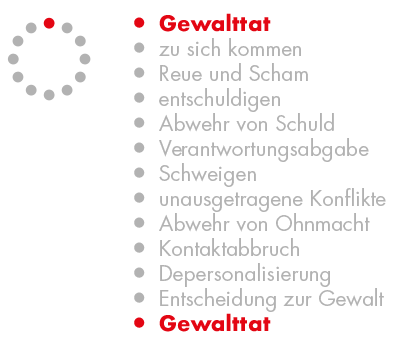 Gewalttat
zu sich kommen
Reue und Scham
entschuldigen
Abwehr von Schuld
Verantwortungsabgabe
Schweigen
unausgetragene Konflikte
Abwehr von Ohnmacht
Kontaktabbruch
Depersonalisierung
Entscheidung zur Gewalt
Gewalttat